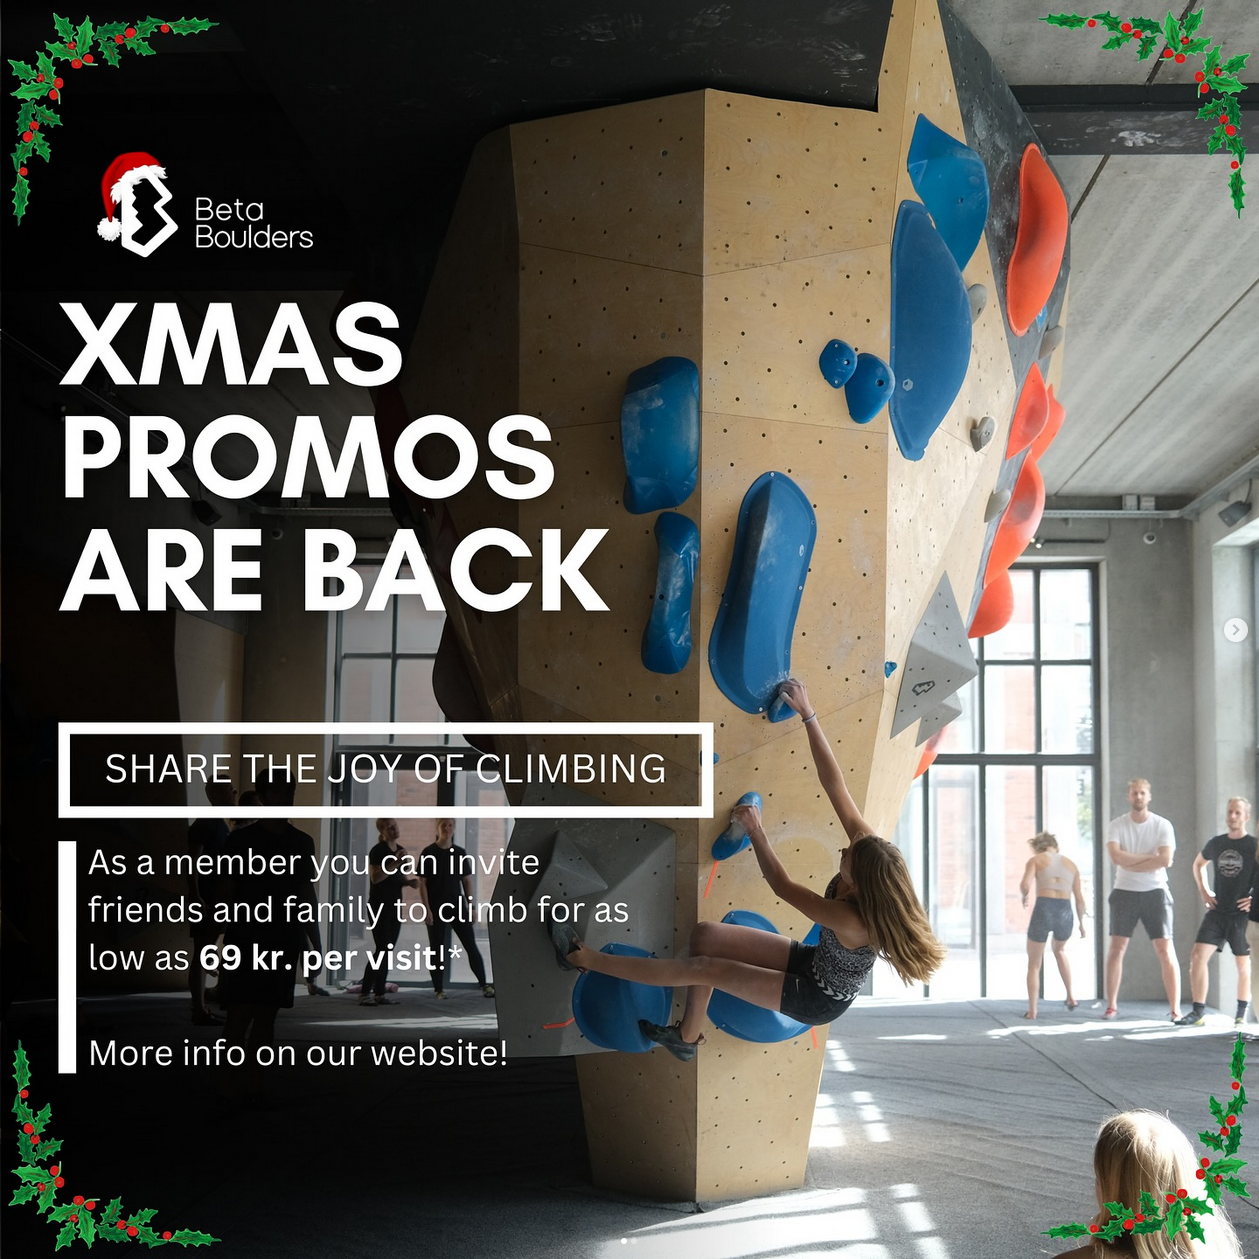 Beta
Boulders
XMAS
PROMOS
ARE BACK
SHARE THE JOY OF CLIMBING
As a member you can invite
friends and family to climb for as
low as 69 kr. per visit!*
More info on our website!